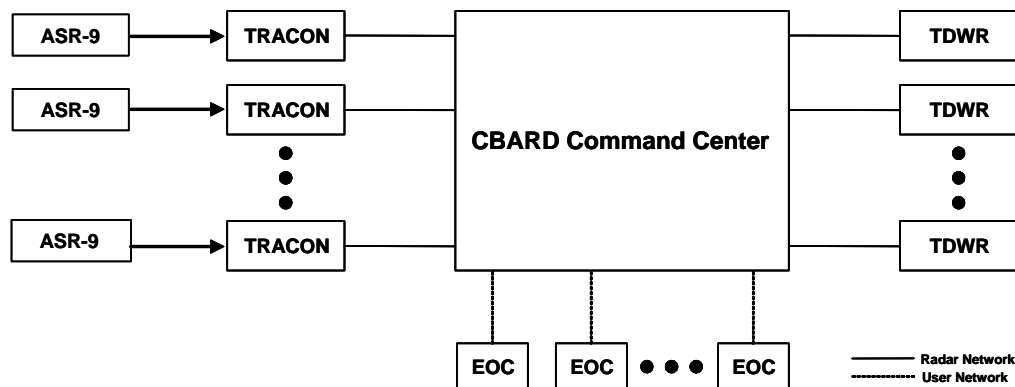 ASR-9
TRACON
TDWR
ASR-9
TRACON
TDWR
CBARD Command Center
ASR-9
TRACON
TDWR
EOC
EOC
EOC
Radar Network
User Network